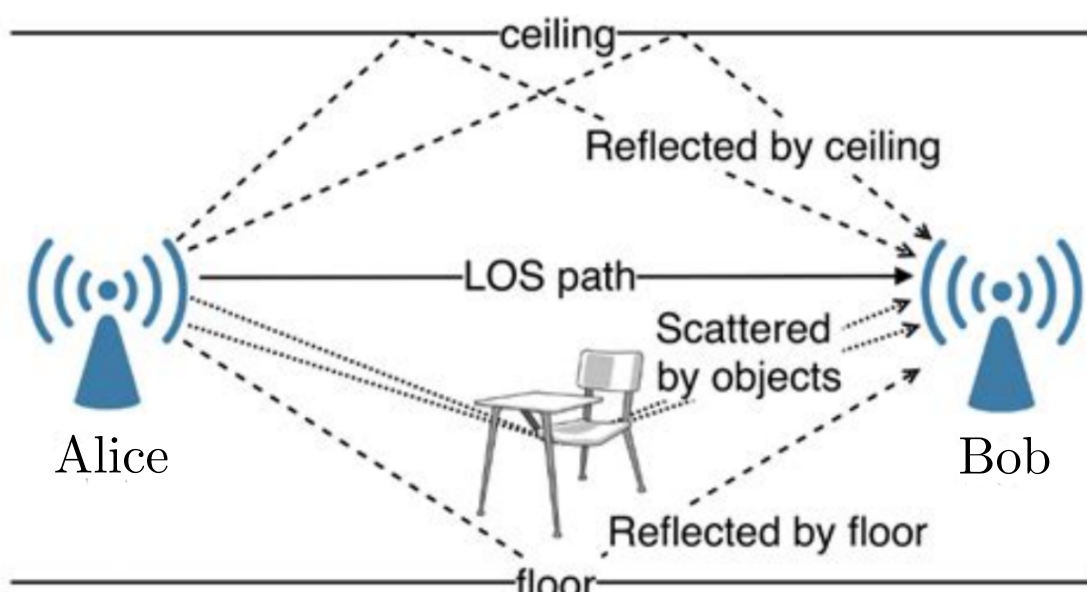 ceiling
Reflected by ceiling
LOS path
Scattered
by objects
Alice
Bob
Reflected by floor
floor